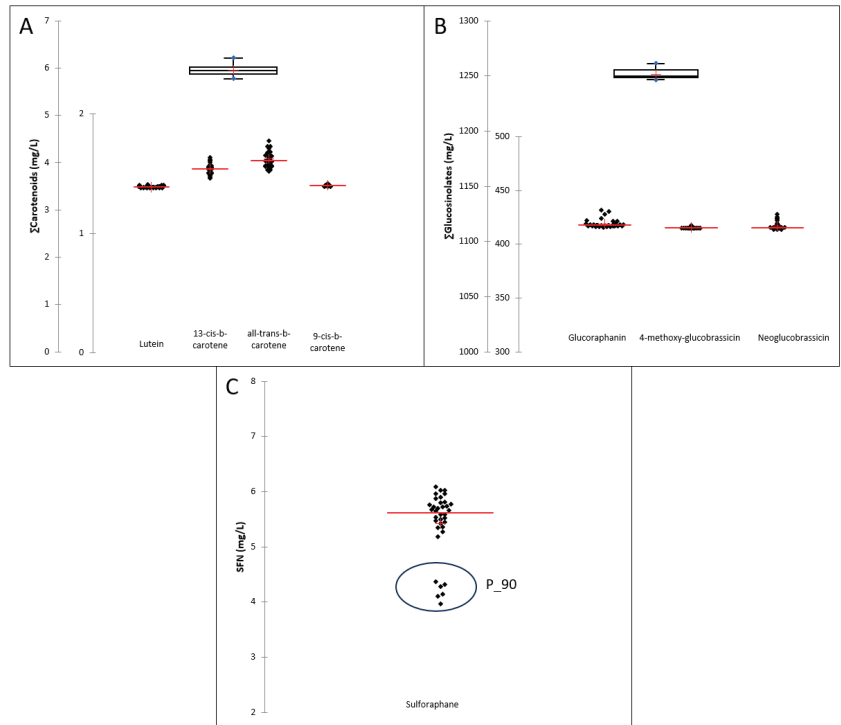 A
∑Carotenoids (mg/L)
7
6
5
4
3
2
1
0
2
1
0
Lutein
13-cis-b-
carotene
all-trans-b-
carotene
9-cis-b-
carotene
B
∑Glucosinolates (mg/L)
1300
1250
1200
1150
1100
1050
1000
500
450
400
350
300
Glucoraphanin
4-methoxy-glucobrassicin
Neoglucobrassicin
C
SFN (mg/L)
8
7
6
5
4
3
2
P_90
Sulforaphane